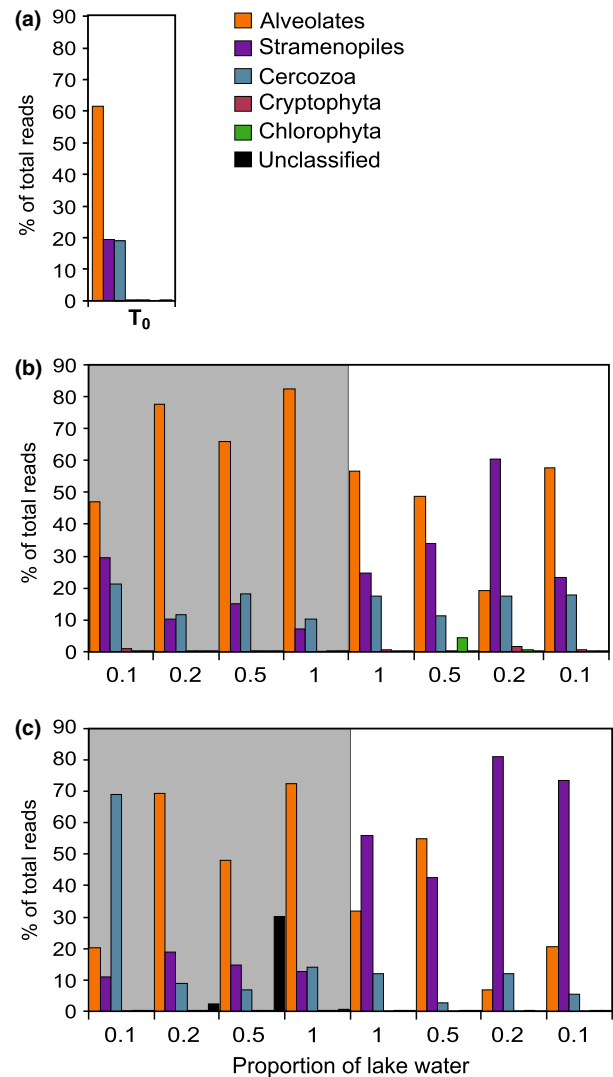 (a)
90
80
70
60
50
40
30
20
10
0
% of total reads
T0
Alveolates
Stramenopiles
Cercozoa
Cryptophyta
Chlorophyta
Unclassified
(b)
90
80
70
60
50
40
30
20
10
0
% of total reads
0.1 0.2 0.5 1 1 0.5 0.2 0.1
(c)
90
80
70
60
50
40
30
20
10
0
% of total reads
0.1 0.2 0.5 1 1 0.5 0.2 0.1
Proportion of lake water